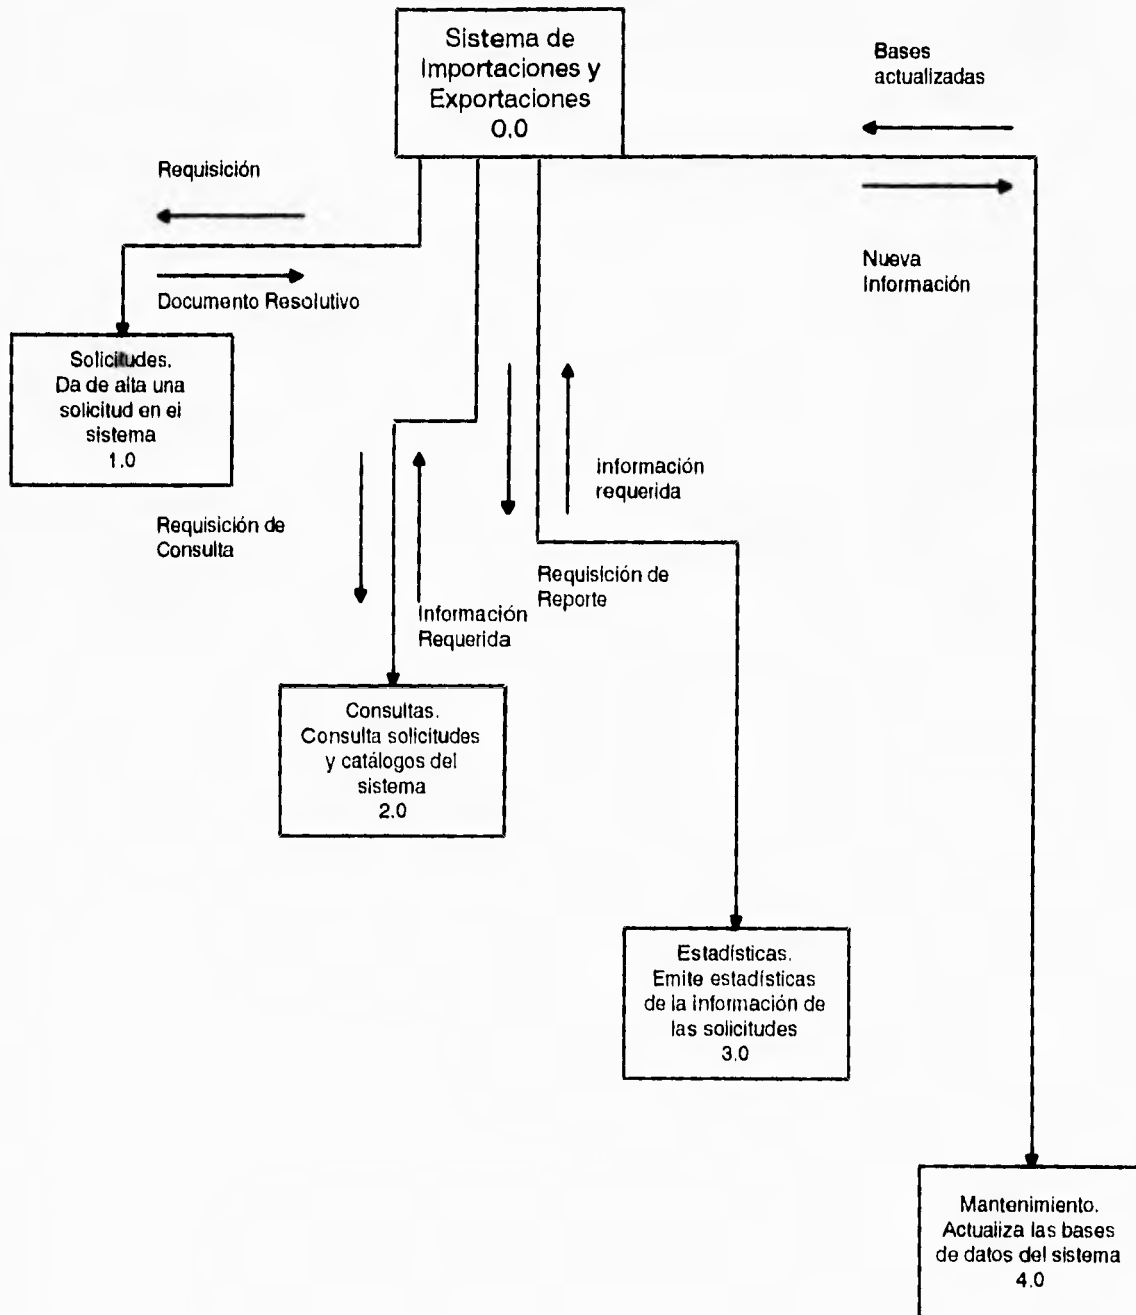 Sistema de
Importaciones y
Exportaciones
0.0
Bases
actualizadas
Requisición
Documento Resolutivo
Nueva
Información
Solicitudes.
Da de alta una
solicitud en el
sistema
1.0
Información
requerida
Requisición de
Consulta
Requisición de
Reporte
Información
Requerida
Consultas.
Consulta solicitudes
y catálogos del
sistema
2.0
Estadísticas.
Emite estadísticas
de la información de
las solicitudes
3.0
Mantenimiento.
Actualiza las bases
de datos del sistema
4.0